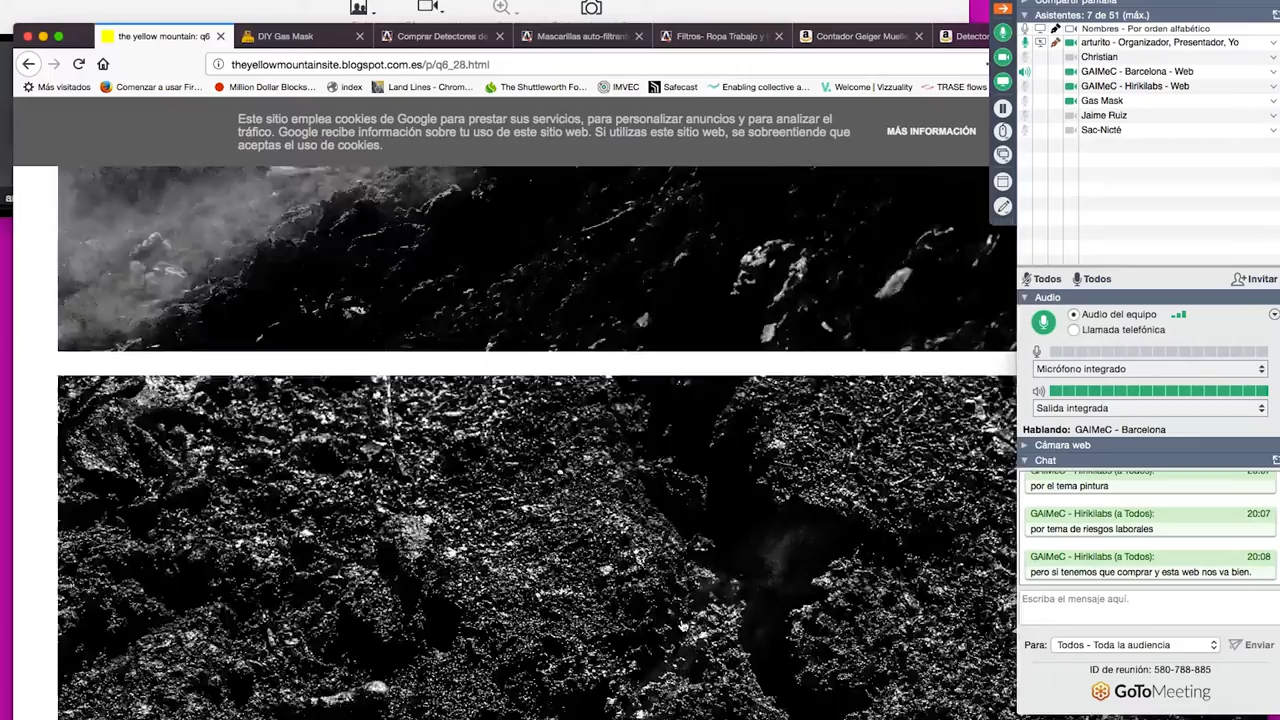 the yellow mountain: q6
DIY Gas Mask
Comprar Detectores de
Mascarillas auto-filtran
Filtros- Ropa Trabajo y
Contador Geiger Muelle
Detector
theyellowmountainsite.blogspot.com.es/p/q6_28.html
Más visitados
Comenzar a usar Fir...
Million Dollar Blocks...
index
Land Lines - Chrom...
The Shuttleworth Fo...
IMVEC
Safecast
Enabling collective a...
Welcome | Vizzuality
TRASE flows
Este sitio emplea cookies de Google para prestar sus servicios, para personalizar anuncios y para analizar el
tráfico. Google recibe información sobre tu uso de este sitio web. Si utilizas este sitio web, se sobreentiende que
aceptas el uso de cookies.
MÁS INFORMACIÓN
Compartir pantalla
Asistentes: 7 de 51 (máx.)
Nombres - Por orden alfabético
arturito - Organizador, Presentador, Yo
Christian
GAIMeC - Barcelona - Web
GAIMeC - Hirikilabs - Web
Gas Mask
Jaime Ruiz
Sac-Nicté
Todos
Todos
Invitar
Audio
Audio del equipo
Llamada telefónica
Micrófono integrado
Salida integrada
Hablando: GAIMeC - Barcelona
Cámara web
Chat
GAIMeC - Hirikilabs (a Todos): 20:07
por el tema pintura
GAIMeC - Hirikilabs (a Todos): 20:07
por tema de riesgos laborales
GAIMeC - Hirikilabs (a Todos): 20:08
pero si tenemos que comprar y esta web nos va bien.
Escriba el mensaje aquí.
Para: Todos - Toda la audiencia
Enviar
ID de reunión: 580-788-885
GoToMeeting